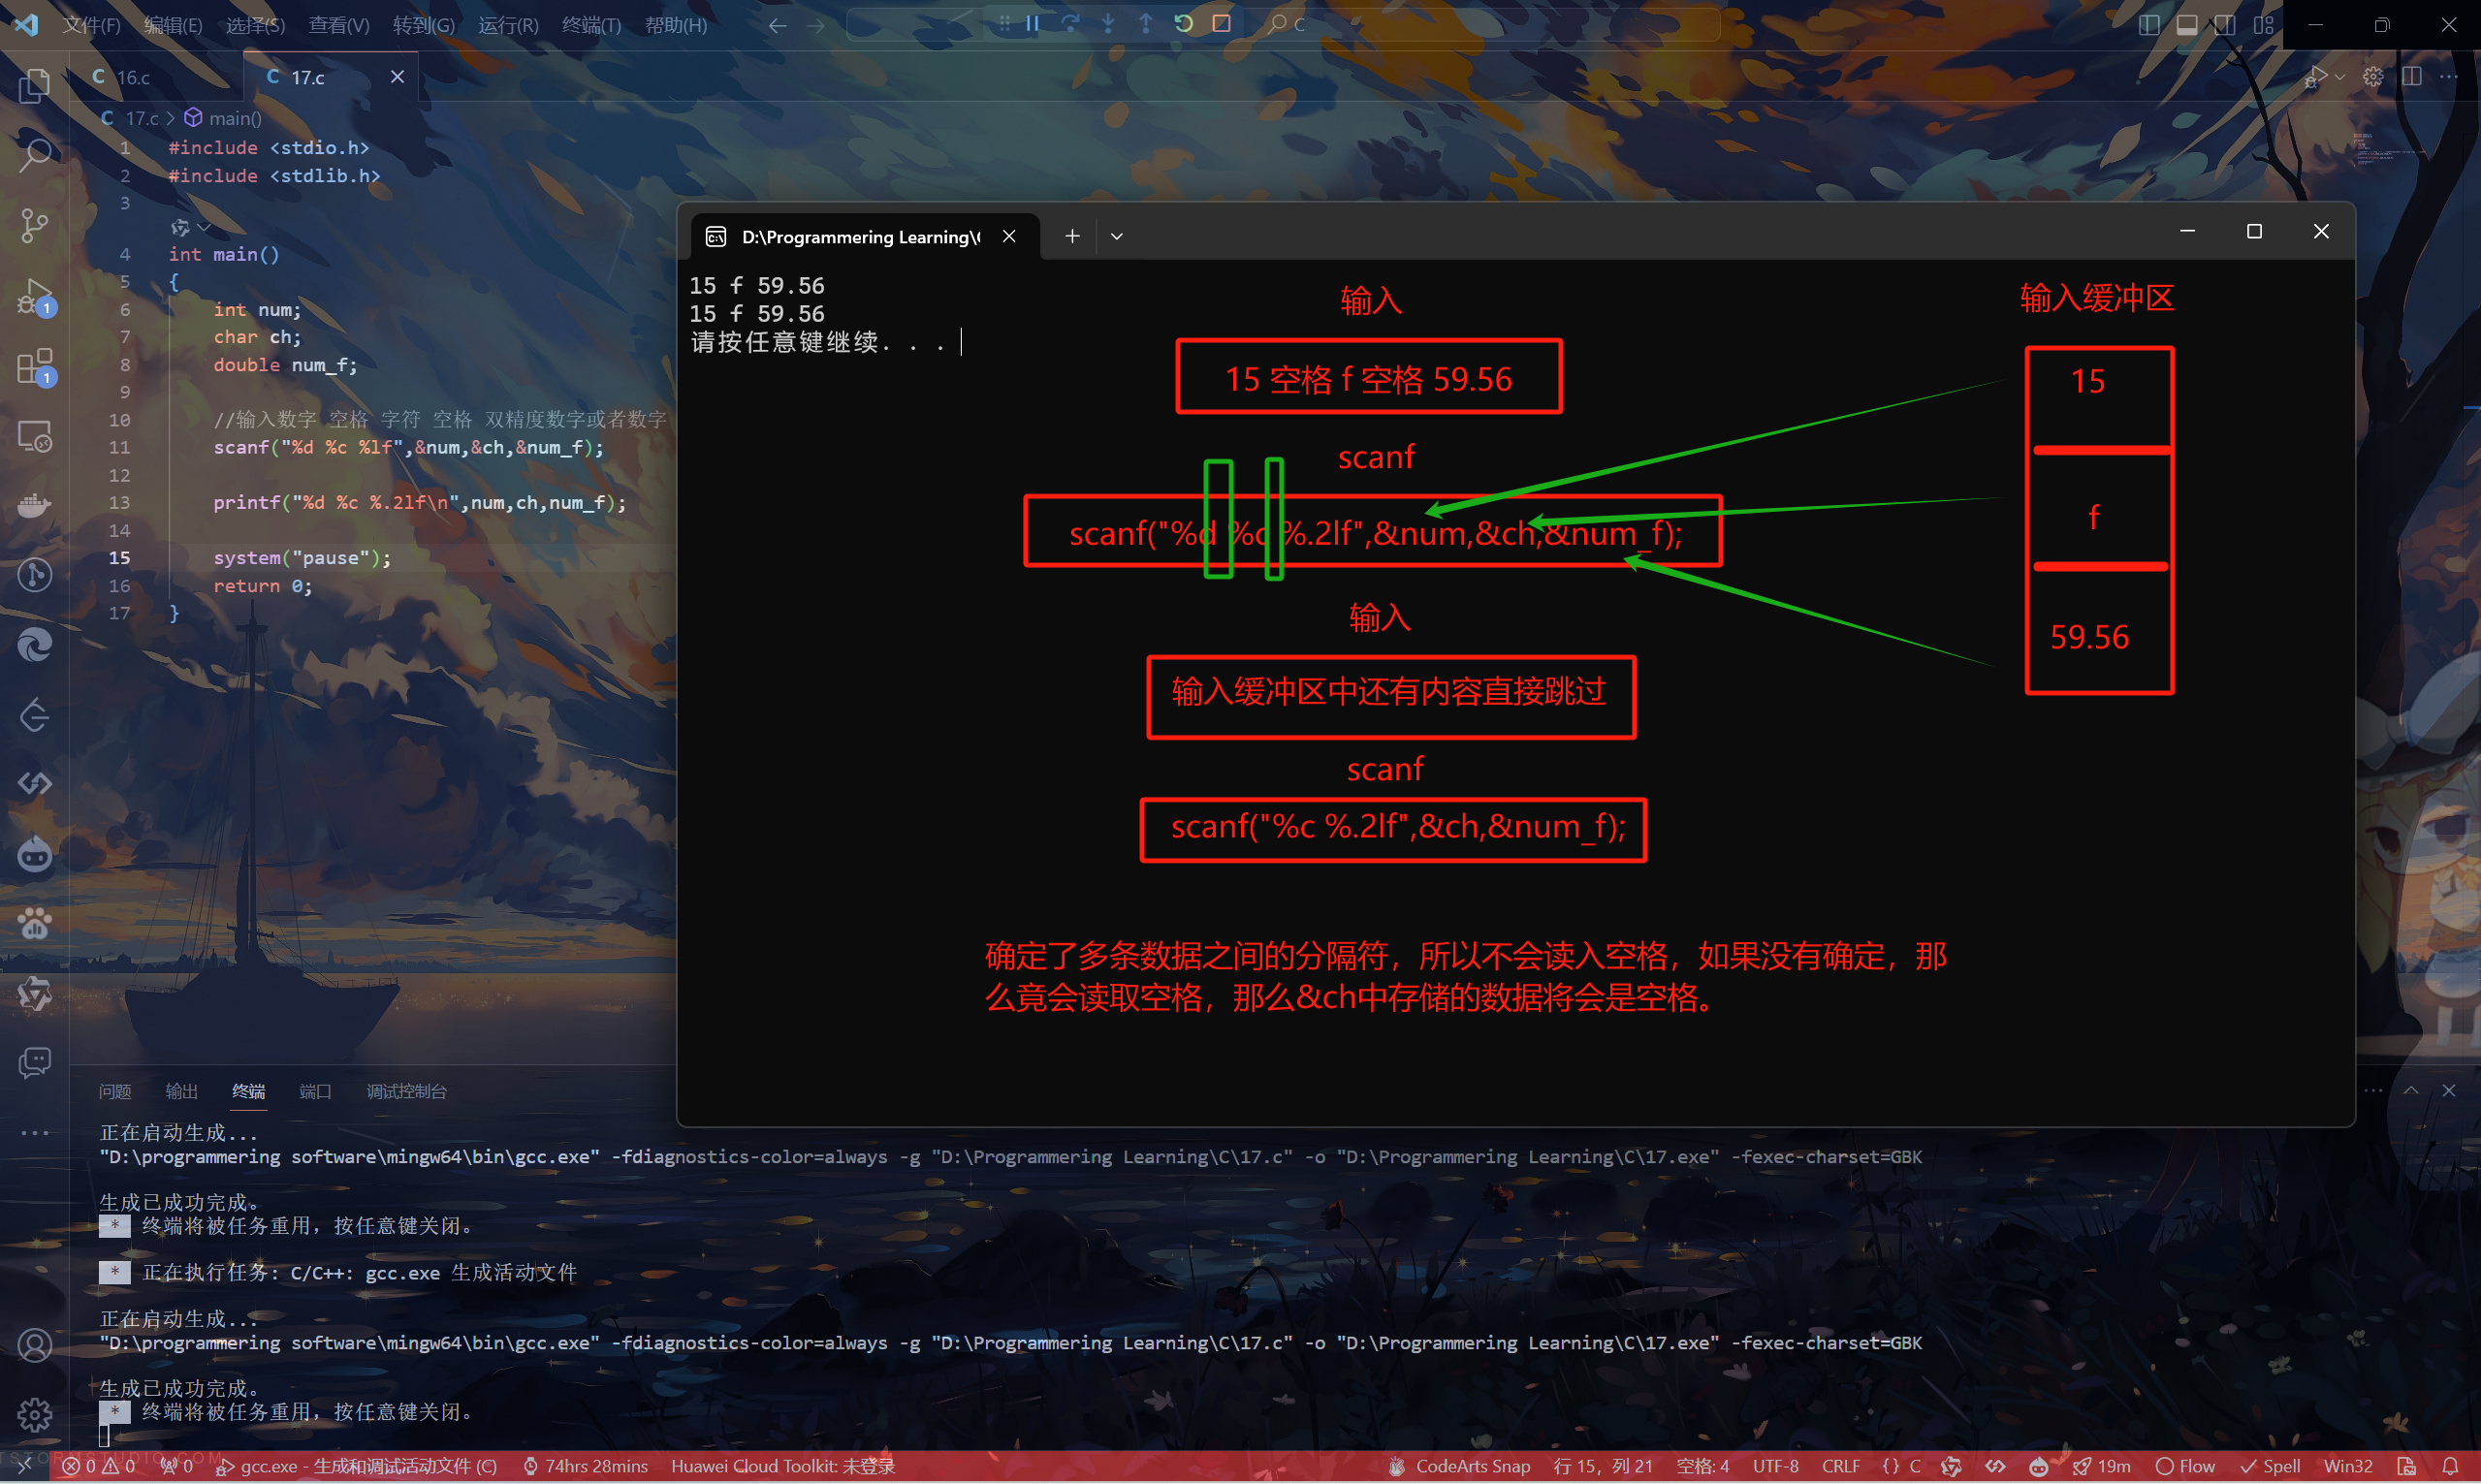 文件(F) 编辑(E) 选择(S) 查看(V) 转到(G) 运行(R) 终端(T) 帮助(H)
C
C 16.c
C 17.c
C 17.c > main()
1 #include <stdio.h>
2 #include <stdlib.h>
3
4 int main()
5 {
6 int num;
7 char ch;
8 double num_f;
9
10 //输入数字 空格 字符 空格 双精度数字或者数字
11 scanf("%d %c %lf",&num,&ch,&num_f);
12
13 printf("%d %c %.2lf\n",num,ch,num_f);
14
15 system("pause");
16 return 0;
17 }
1
1
D:\Programmering Learning\
15 f 59.56
15 f 59.56
请按任意键继续. . .
输入
15 空格 f 空格 59.56
scanf
scanf("%d %c %.2lf",&num,&ch,&num_f);
输入
输入缓冲区中还有内容直接跳过
scanf
scanf("%c %.2lf",&ch,&num_f);
输入缓冲区
15
f
59.56
确定了多条数据之间的分隔符，所以不会读入空格，如果没有确定，那
么竟会读取空格，那么&ch中存储的数据将会是空格。
问题 输出 终端 端口 调试控制台
正在启动生成...
"D:\programmering software\mingw64\bin\gcc.exe" -fdiagnostics-color=always -g "D:\Programmering Learning\C\17.c" -o "D:\Programmering Learning\C\17.exe" -fexec-charset=GBK
生成已成功完成。
* 终端将被任务重用，按任意键关闭。
* 正在执行任务: C/C++: gcc.exe 生成活动文件
正在启动生成...
"D:\programmering software\mingw64\bin\gcc.exe" -fdiagnostics-color=always -g "D:\Programmering Learning\C\17.c" -o "D:\Programmering Learning\C\17.exe" -fexec-charset=GBK
生成已成功完成。
* 终端将被任务重用，按任意键关闭。
0 0 0 gcc.exe - 生成和调试活动文件 (C) 74hrs 28mins Huawei Cloud Toolkit: 未登录 CodeArts Snap 行 15，列 21 空格: 4 UTF-8 CRLF {} C 19m Flow Spell Win32